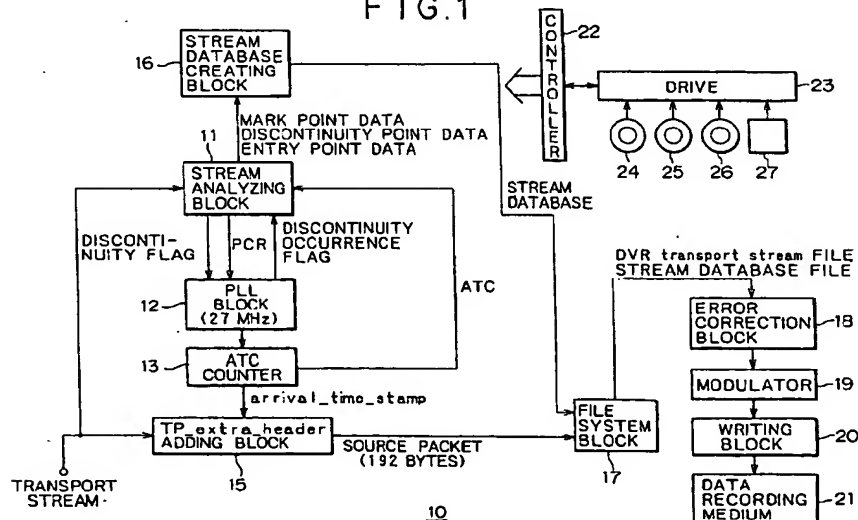 FIG.1
16
STREAM
DATABASE
CREATING
BLOCK
CONTROLLER
22
DRIVE
23
24
25
26
27
MARK POINT DATA
DISCONTINUITY POINT DATA
ENTRY POINT DATA
11
STREAM
ANALYZING
BLOCK
STREAM
DATABASE
DISCONTI-
NUITY FLAG
PCR
DISCONTINUITY
OCCURRENCE
FLAG
ATC
12
PLL
BLOCK
(27 MHz)
13
ATC
COUNTER
arrival_time_stamp
TP_extra_header
ADDING BLOCK
15
SOURCE PACKET
(192 BYTES)
TRANSPORT
STREAM
FILE
SYSTEM
BLOCK
17
DVR transport stream FILE
STREAM DATABASE FILE
ERROR
CORRECTION
BLOCK
18
MODULATOR
19
WRITING
BLOCK
20
DATA
RECORDING
MEDIUM
21
10